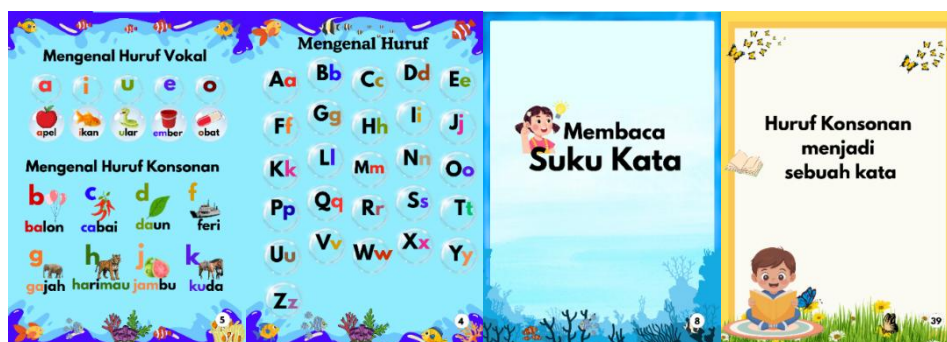 Mengenal Huruf Vokal
a i u e o
apel ikan ular ember obat
Mengenal Huruf Konsonan
b c d f
balon cabai daun feri
g h j k
gajah harimau jambu kuda
5
Mengenal Huruf
Aa Bb Cc Dd Ee
Ff Gg Hh Ii Jj
Kk Ll Mm Nn Oo
Pp Qq Rr Ss Tt
Uu Vv Ww Xx Yy
Zz
4
Membaca
Suku Kata
8
Huruf Konsonan
menjadi
sebuah kata
39